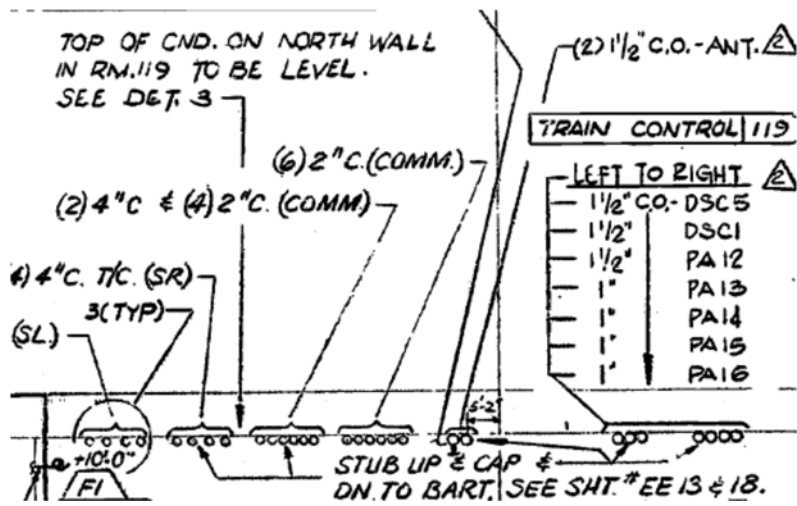 TOP OF CND. ON NORTH WALL
IN RM.119 TO BE LEVEL.
SEE DET. 3
(2) 1½" C.O.-ANT. 2
TRAIN CONTROL 119
(6) 2"C. (COMM.)
LEFT TO RIGHT 2
(2) 4"C & (4) 2"C. (COMM)
1½" C.O.- DSC5
1½" DSC1
1½" PA12
1" PA13
1" PA14
1" PA15
1" PA16
4) 4"C. T/C. (SR)
3(TYP)
(SL.)
5'-2"
+10'-0"
F1
STUB UP & CAP &
DN. TO BART. SEE SHT. #EE 13 & 18.